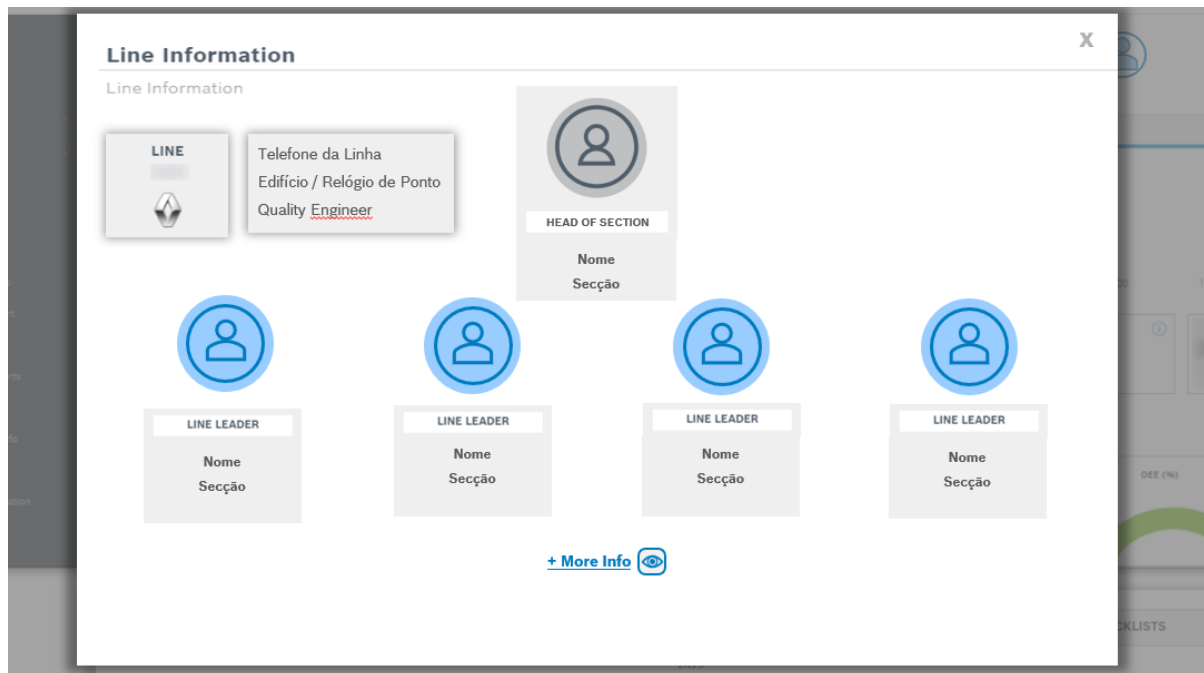 Line Information
X
Line Information
LINE
Telefone da Linha
Edifício / Relógio de Ponto
Quality Engineer
HEAD OF SECTION
Nome
Secção
LINE LEADER
Nome
Secção
LINE LEADER
Nome
Secção
LINE LEADER
Nome
Secção
LINE LEADER
Nome
Secção
+ More Info
OEE (%)
CKLISTS